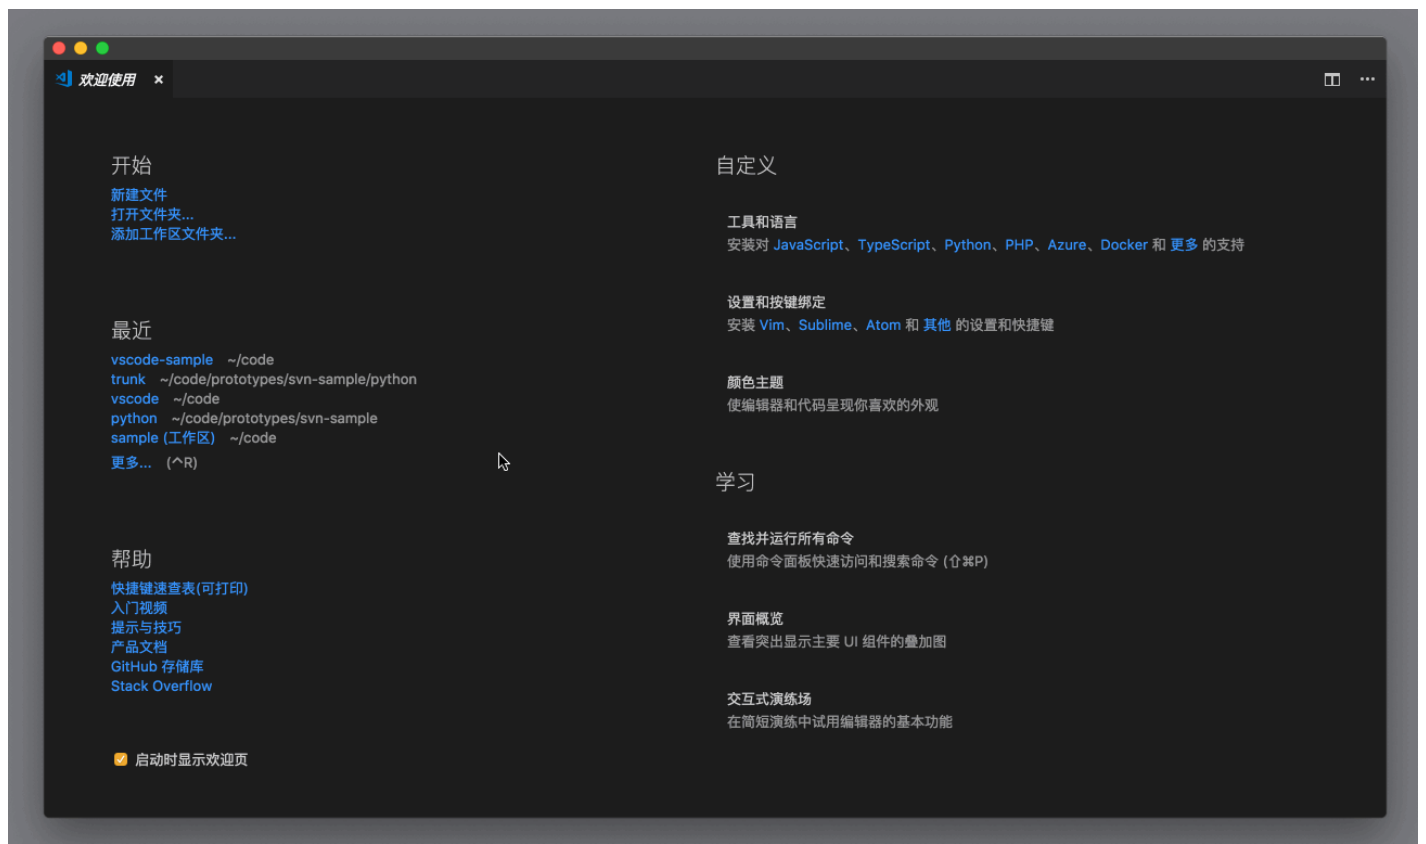 欢迎使用
开始
新建文件
打开文件夹...
添加工作区文件夹...
最近
vscode-sample ~/code
trunk ~/code/prototypes/svn-sample/python
vscode ~/code
python ~/code/prototypes/svn-sample
sample (工作区) ~/code
更多... (^R)
帮助
快捷键速查表(可打印)
入门视频
提示与技巧
产品文档
GitHub 存储库
Stack Overflow
启动时显示欢迎页
自定义
工具和语言
安装对 JavaScript、TypeScript、Python、PHP、Azure、Docker 和 更多 的支持
设置和按键绑定
安装 Vim、Sublime、Atom 和 其他 的设置和快捷键
颜色主题
使编辑器和代码呈现你喜欢的外观
学习
查找并运行所有命令
使用命令面板快速访问和搜索命令 (⇧⌘P)
界面概览
查看突出显示主要 UI 组件的叠加图
交互式演练场
在简短演练中试用编辑器的基本功能